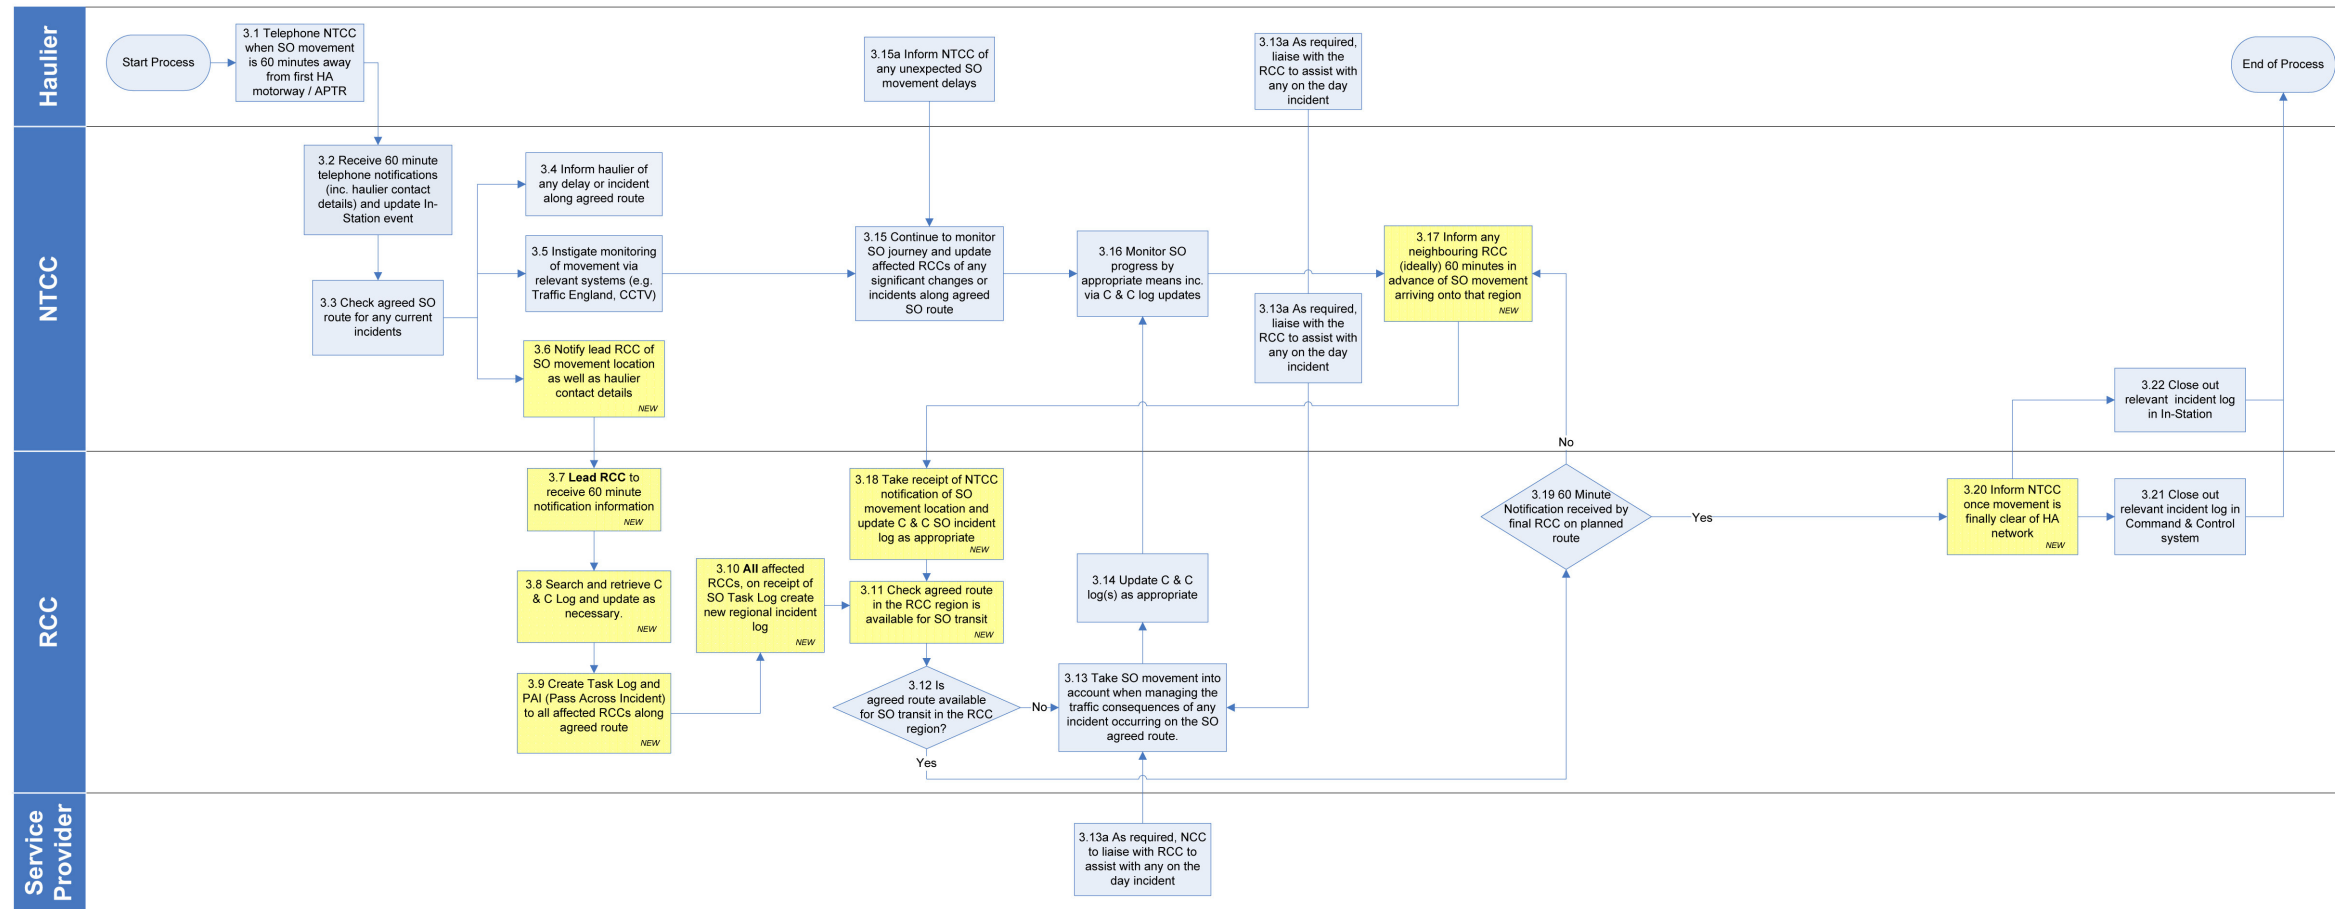 Haulier
Start Process
3.1 Telephone NTCC
when SO movement
is 60 minutes away
from first HA
motorway / APTR
3.15a Inform NTCC of
any unexpected SO
movement delays
3.13a As required,
liaise with the
RCC to assist with
any on the day
incident
End of Process
NTCC
3.2 Receive 60 minute
telephone notifications
(inc. haulier contact
details) and update In-
Station event
3.3 Check agreed SO
route for any current
incidents
3.4 Inform haulier of
any delay or incident
along agreed route
3.5 Instigate monitoring
of movement via
relevant systems (e.g.
Traffic England, CCTV)
3.6 Notify lead RCC of
SO movement location
as well as haulier
contact details
NEW
3.15 Continue to monitor
SO journey and update
affected RCCs of any
significant changes or
incidents along agreed
SO route
3.16 Monitor SO
progress by
appropriate means inc.
via C & C log updates
3.13a As required,
liaise with the
RCC to assist with
any on the day
incident
3.17 Inform any
neighbouring RCC
(ideally) 60 minutes in
advance of SO movement
arriving onto that region
NEW
No
3.22 Close out
relevant incident log
in In-Station
RCC
3.7 Lead RCC to
receive 60 minute
notification information
NEW
3.8 Search and retrieve C
& C Log and update as
necessary.
NEW
3.9 Create Task Log and
PAI (Pass Across Incident)
to all affected RCCs along
agreed route
NEW
3.10 All affected
RCCs, on receipt of
SO Task Log create
new regional incident
log
NEW
3.18 Take receipt of NTCC
notification of SO
movement location and
update C & C SO incident
log as appropriate
NEW
3.11 Check agreed route
in the RCC region is
available for SO transit
NEW
3.12 Is
agreed route available
for SO transit in the RCC
region?
No
Yes
3.14 Update C & C
log(s) as appropriate
3.13 Take SO movement into
account when managing the
traffic consequences of any
incident occurring on the SO
agreed route.
3.19 60 Minute
Notification received by
final RCC on planned
route
Yes
3.20 Inform NTCC
once movement is
finally clear of HA
network
NEW
3.21 Close out
relevant incident log in
Command & Control
system
Service
Provider
3.13a As required, NCC
to liaise with RCC to
assist with any on the
day incident